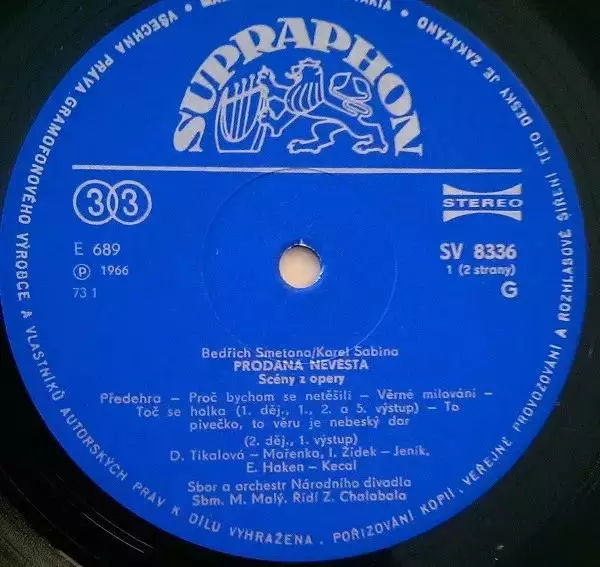 SUPRAPHON
33
STEREO
E 689
SV 8336
Ⓟ 1966
1 (2 strany)
73 1
G
Bedřich Smetana/Karel Sabina
PRODANÁ NEVĚSTA
Scény z opery
Předehra – Proč bychom se netěšili – Věrné milování –
Toč se holka (1. děj., 1., 2. a 5. výstup) – To
pivečko, to věru je nebeský dar
(2. děj., 1. výstup)
D. Tikalová – Mařenka, I. Žídek – Jeník,
E. Haken – Kecal
Sbor a orchestr Národního divadla
Sbm. M. Malý. Řídí Z. Chalabala
VŠECHNA PRÁVA GRAMOFONOVÉHO VÝROBCE A VLASTNÍKŮ AUTORSKÝCH PRÁV K DÍLU VYHRAŽENA. POŘIZOVÁNÍ KOPIÍ, VEŘEJNÉ PROVOZOVÁNÍ A ROZHLASOVÉ ŠÍŘENÍ TÉTO DESKY JE ZAKÁZÁNO